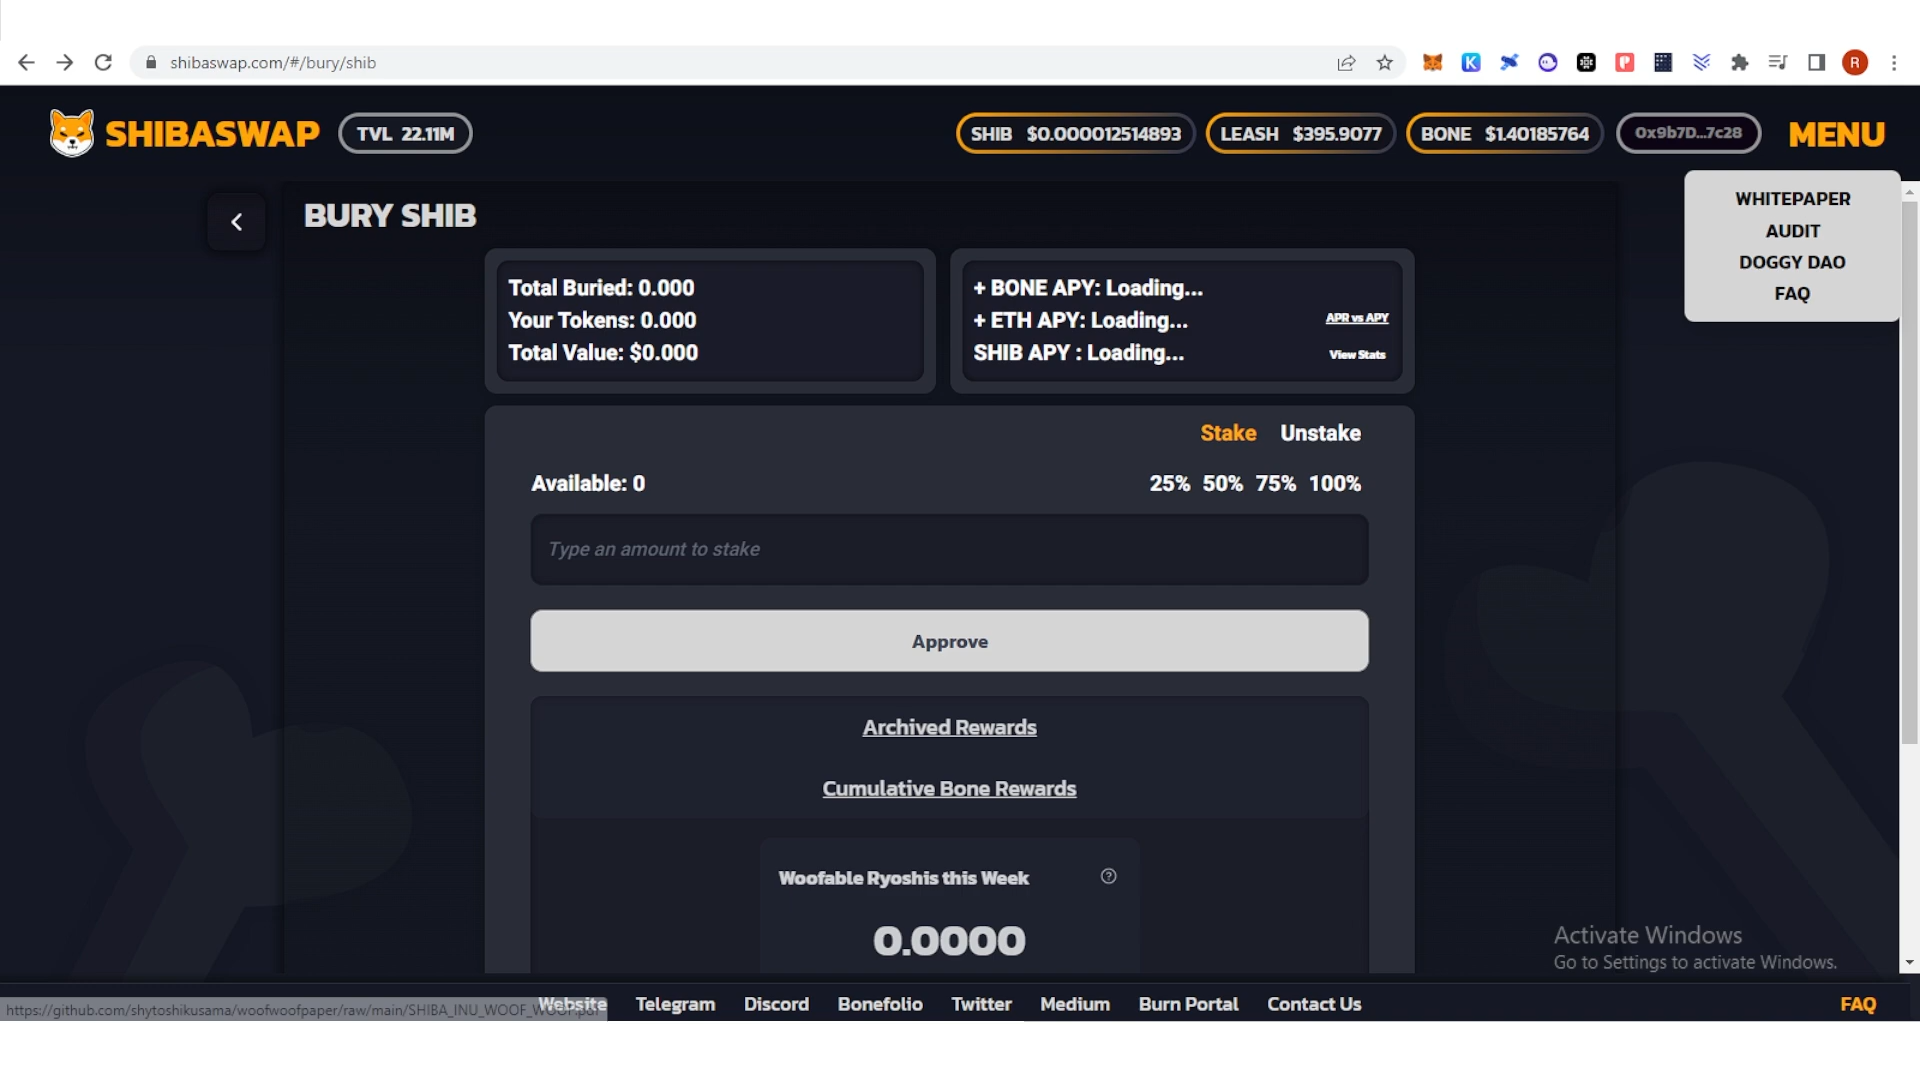 shibaswap.com/#/bury/shib
R
SHIBASWAP
TVL 22.11M
SHIB $0.000012514893
LEASH $395.9077
BONE $1.40185764
0x9b7D...7c28
MENU
WHITEPAPER
AUDIT
DOGGY DAO
FAQ
BURY SHIB
Total Buried: 0.000
Your Tokens: 0.000
Total Value: $0.000
+ BONE APY: Loading...
+ ETH APY: Loading...
APR vs APY
SHIB APY : Loading...
View Stats
Stake Unstake
Available: 0
25% 50% 75% 100%
Type an amount to stake
Approve
Archived Rewards
Cumulative Bone Rewards
Woofable Ryoshis this Week
0.0000
Activate Windows
Go to Settings to activate Windows.
https://github.com/shytoshikusama/woofwoofpaper/raw/main/SHIBA_INU_WOOF_WOOF.pdf
Website Telegram Discord Bonefolio Twitter Medium Burn Portal Contact Us
FAQ